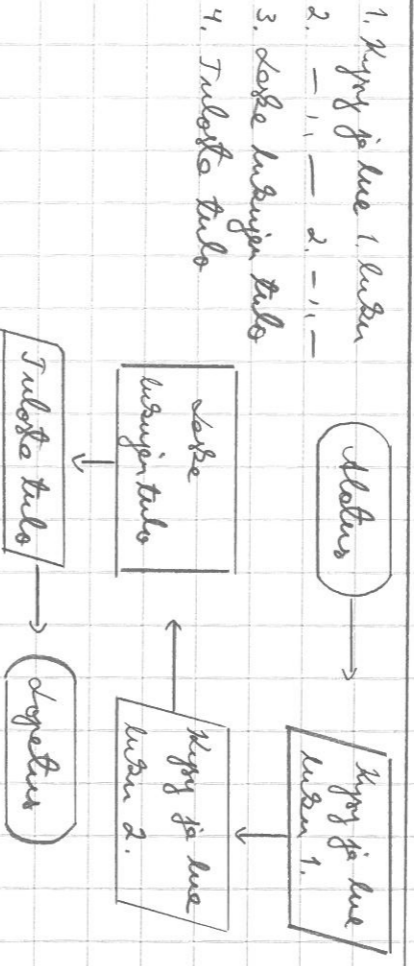 1. Kysy ja lue 1. luku
2. — ,, — 2. — ,, —
3. Laske lukujen tulo
4. Tulosta tulo
Aloitus
Kysy ja lue
luku 1.
Kysy ja lue
luku 2.
Laske
lukujen tulo
Tulosta tulo
Lopetus